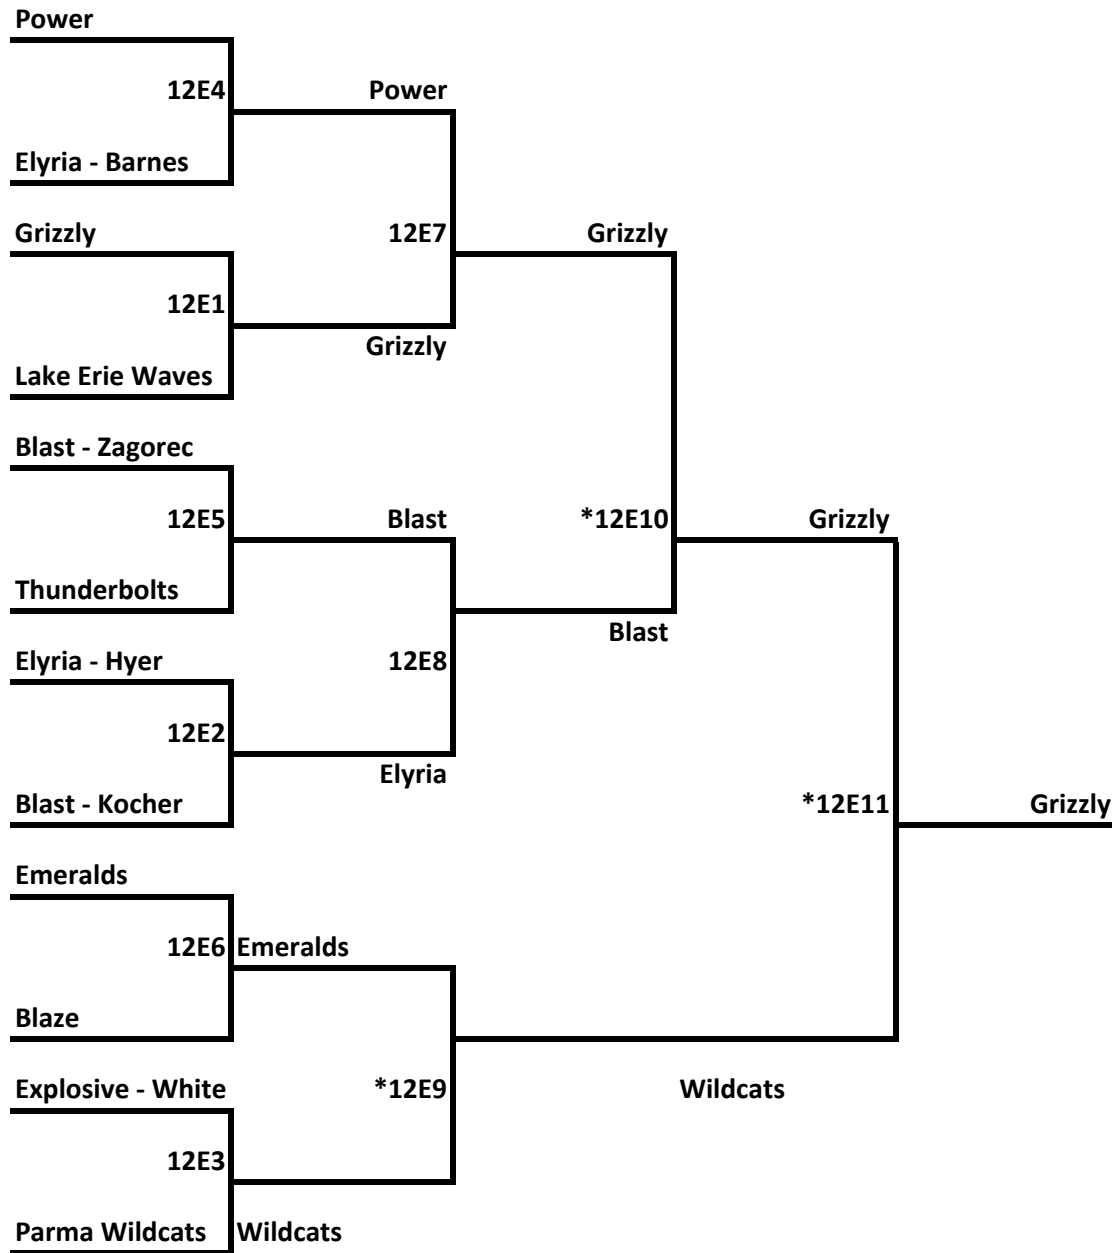 Power
12E4 Power
Elyria - Barnes
Grizzly 12E7 Grizzly
12E1
Grizzly
Lake Erie Waves
Blast - Zagorec
12E5 Blast *12E10 Grizzly
Thunderbolts
Blast
Elyria - Hyer 12E8
12E2
Elyria
Blast - Kocher *12E11 Grizzly
Emeralds
12E6 Emeralds
Blaze
Explosive - White *12E9 Wildcats
12E3
Parma Wildcats Wildcats